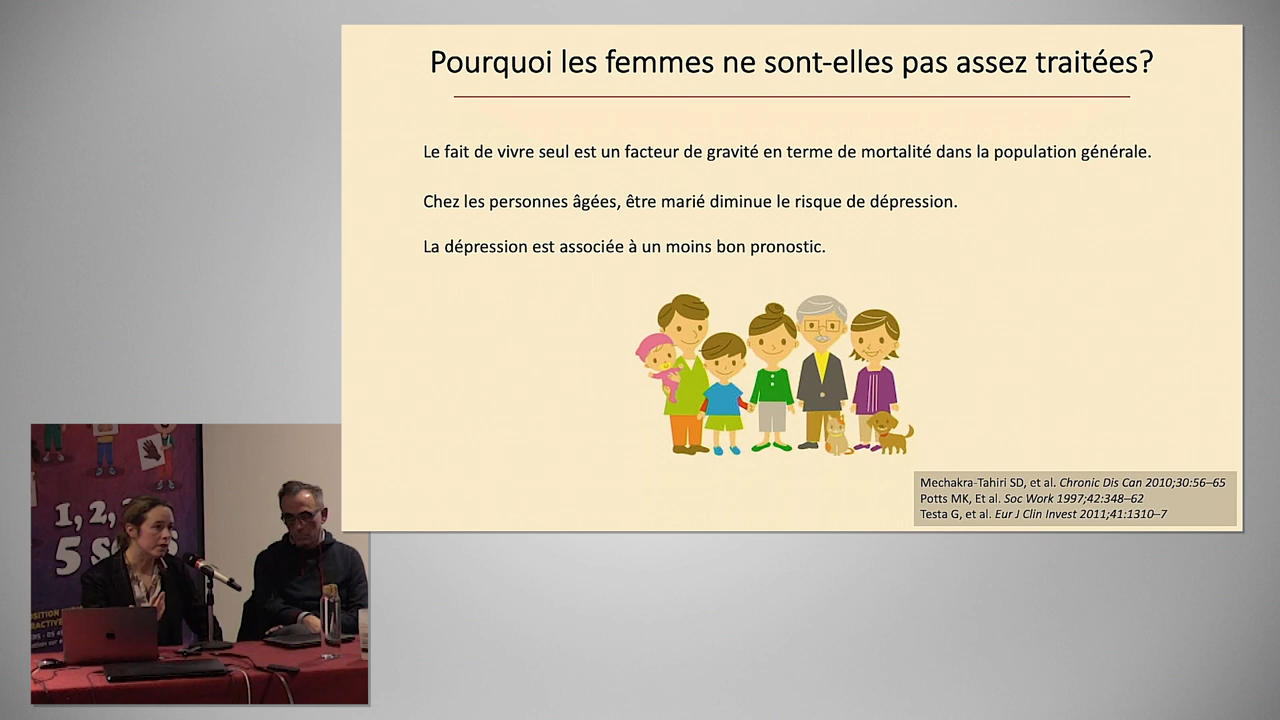 Pourquoi les femmes ne sont-elles pas assez traitées?
Le fait de vivre seul est un facteur de gravité en terme de mortalité dans la population générale.
Chez les personnes âgées, être marié diminue le risque de dépression.
La dépression est associée à un moins bon pronostic.
Mechakra-Tahiri SD, et al. Chronic Dis Can 2010;30:56–65
Potts MK, Et al. Soc Work 1997;42:348–62
Testa G, et al. Eur J Clin Invest 2011;41:1310–7
1, 2,
5